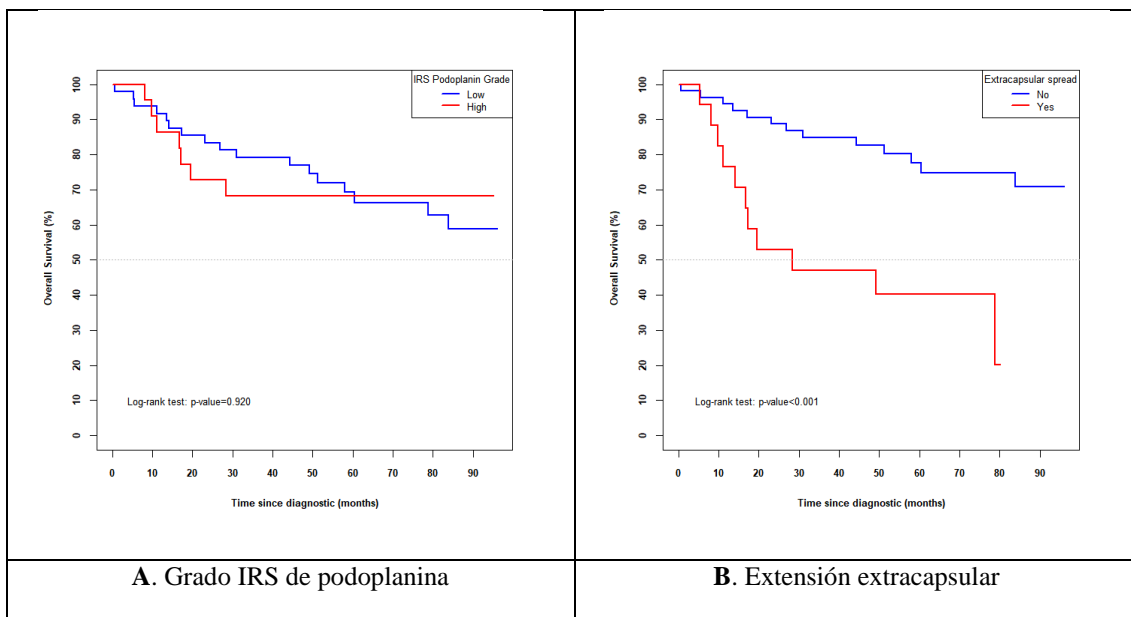 IRS Podoplanin Grade
Low
High
Overall Survival (%)
100
90
80
70
60
50
40
30
20
10
0
Log-rank test: p-value=0.920
0 10 20 30 40 50 60 70 80 90
Time since diagnostic (months)
A. Grado IRS de podoplanina
Extracapsular spread
No
Yes
Overall Survival (%)
100
90
80
70
60
50
40
30
20
10
0
Log-rank test: p-value<0.001
0 10 20 30 40 50 60 70 80 90
Time since diagnostic (months)
B. Extensión extracapsular